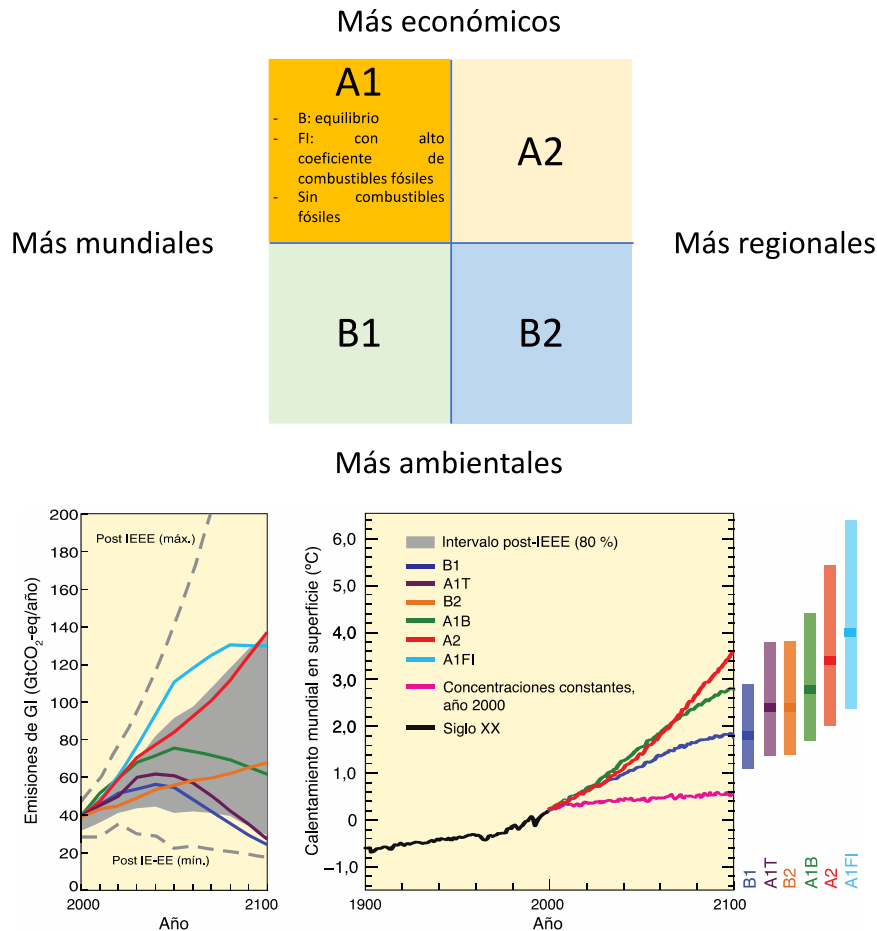 Más económicos
A1
- B: equilibrio
- FI: con alto
coeficiente de
combustibles fósiles
- Sin combustibles
fósiles
A2
Más mundiales
Más regionales
B1
B2
Más ambientales
Emisiones de GI (GtCO2-eq/año)
200
180
160
140
120
100
80
60
40
20
0
Post IEEE (máx.)
Post IE-EE (mín.)
2000
2100
Año
Calentamiento mundial en superficie (°C)
6,0
5,0
4,0
3,0
2,0
1,0
0
–1,0
Intervalo post-IEEE (80 %)
B1
A1T
B2
A1B
A2
A1FI
Concentraciones constantes,
año 2000
Siglo XX
1900
2000
2100
Año
B1
A1T
B2
A1B
A2
A1FI